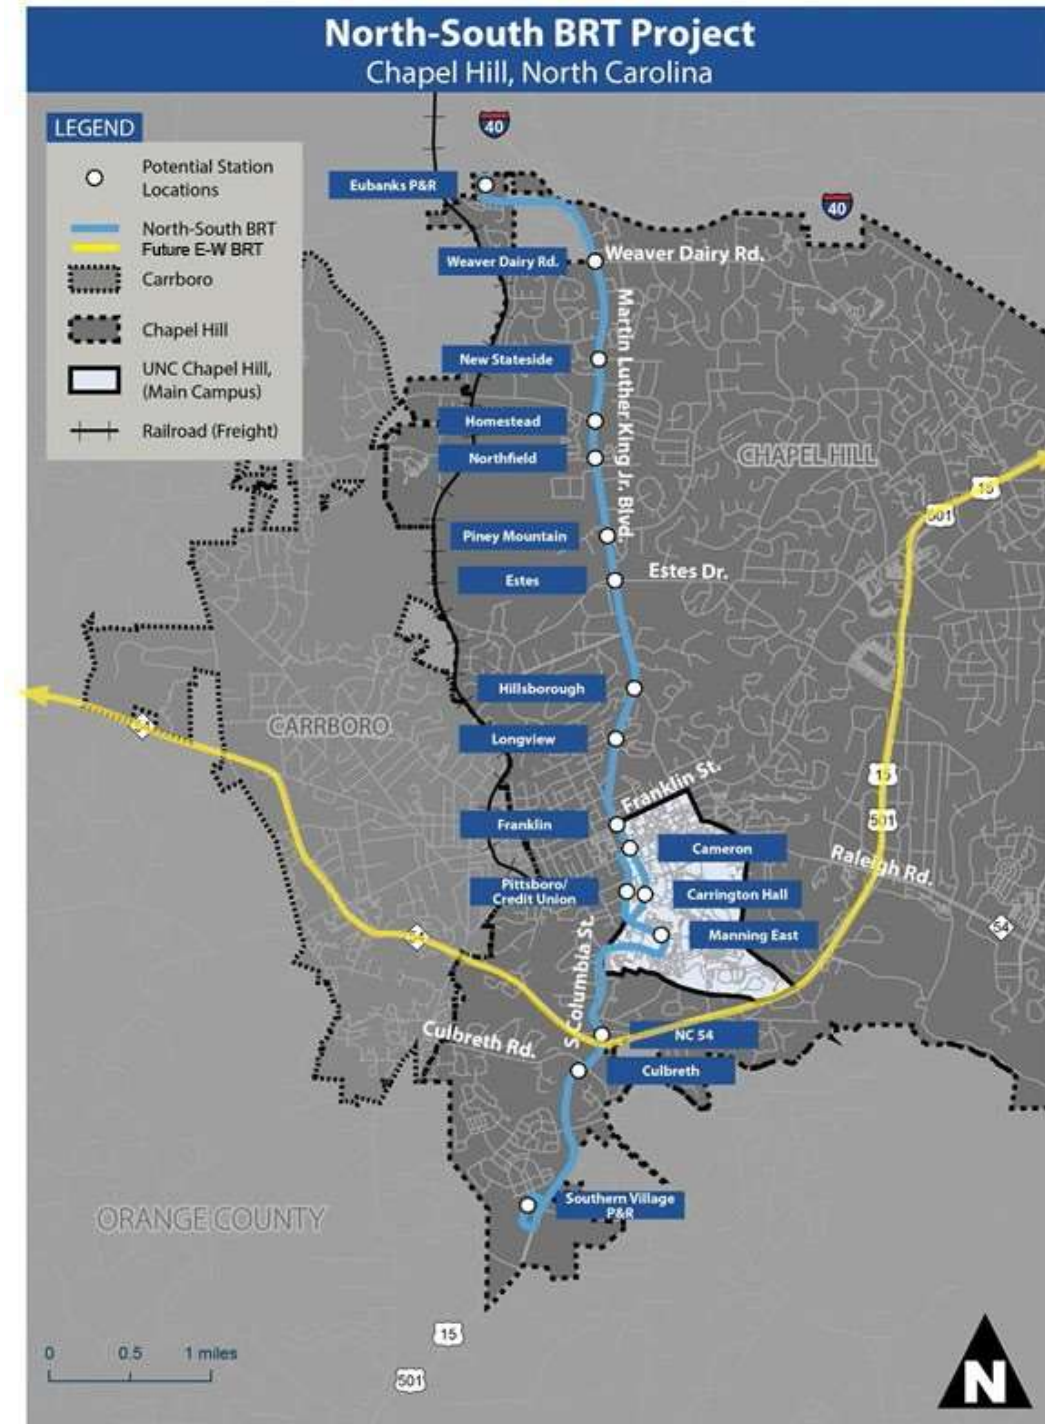 North-South BRT Project
Chapel Hill, North Carolina
LEGEND
Potential Station
Locations
North-South BRT
Future E-W BRT
Carrboro
Chapel Hill
UNC Chapel Hill,
(Main Campus)
Railroad (Freight)
40
40
Eubanks P&R
Weaver Dairy Rd.
Weaver Dairy Rd.
New Stateside
Martin Luther King Jr. Blvd.
Homestead
Northfield
CHAPEL HILL
15
501
Piney Mountain
Estes
Estes Dr.
Hillsborough
CARRBORO
54
Longview
15
501
Franklin St.
Franklin
Cameron
Raleigh Rd.
Pittsboro/
Credit Union
Carrington Hall
54
54
Manning East
S Columbia St.
NC 54
Culbreth Rd.
Culbreth
Southern Village
P&R
ORANGE COUNTY
15
501
0 0.5 1 miles
N